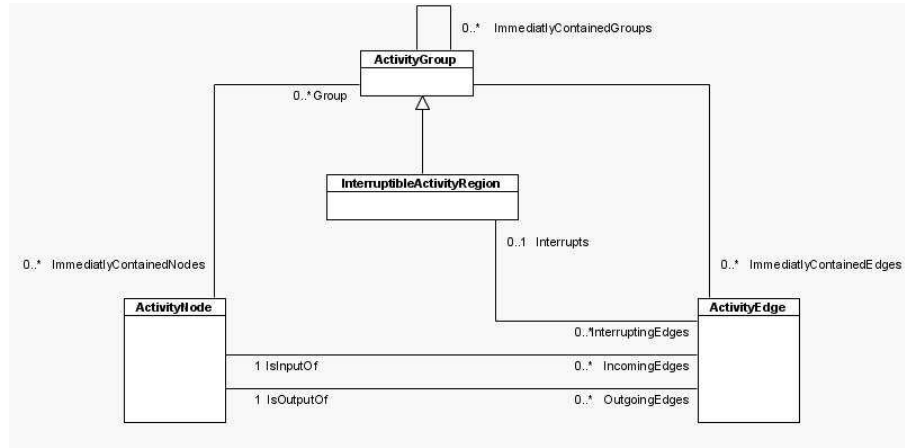 0..* ImmediatlyContainedGroups
ActivityGroup
0..* Group
InterruptibleActivityRegion
0..1 Interrupts
0..* ImmediatlyContainedNodes
0..* ImmediatlyContainedEdges
ActivityNode
ActivityEdge
0..*InterruptingEdges
1 IsInputOf
0..* IncomingEdges
1 IsOutputOf
0..* OutgoingEdges